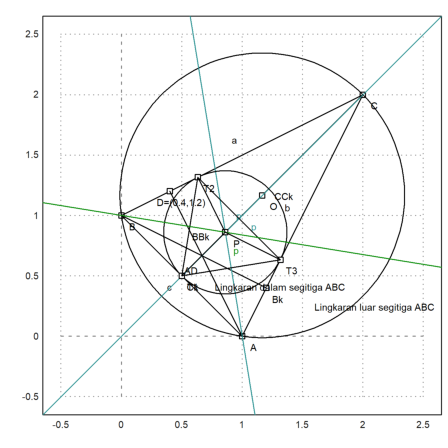 2.5
2
1.5
1
0.5
0
-0.5
-0.5
0
0.5
1
1.5
2
2.5
C
a
T2
CCk
D=(0.4,1.2)
O
b
B
p
BBk
P
p
T3
AD
c
Lingkaran dalam segitiga ABC
Bk
Lingkaran luar segitiga ABC
A